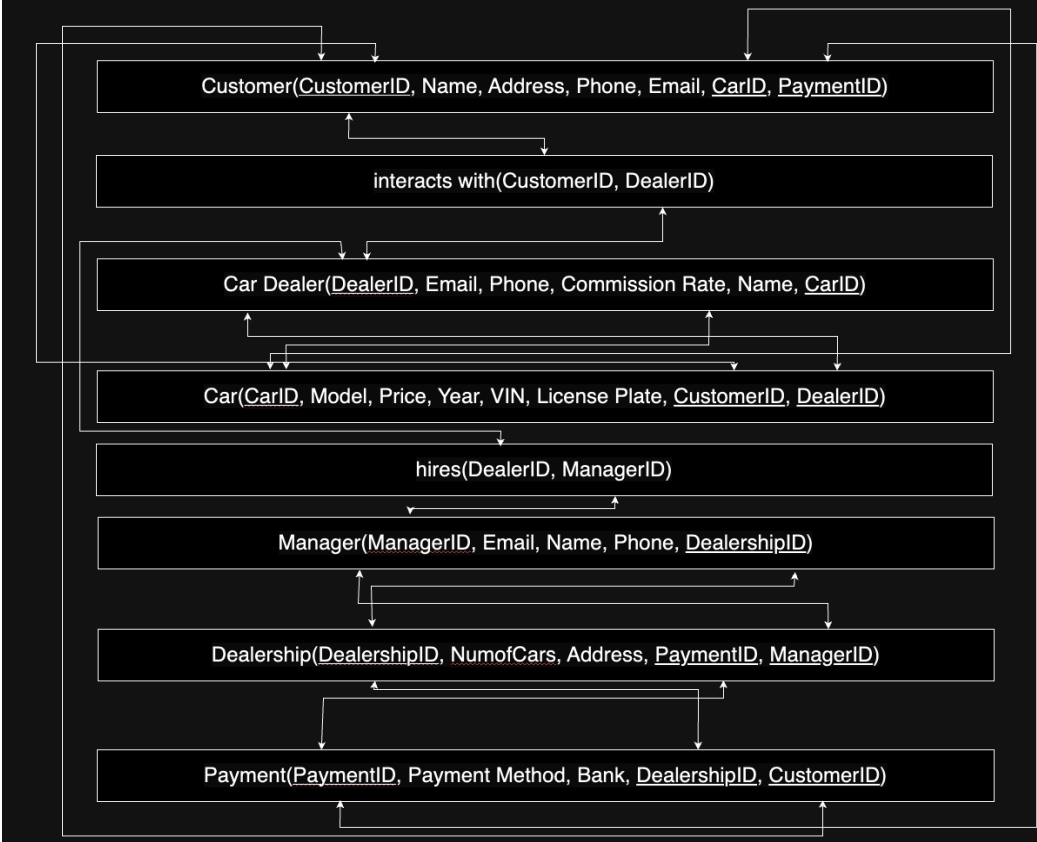 Customer(CustomerID, Name, Address, Phone, Email, CarID, PaymentID)
interacts with(CustomerID, DealerID)
Car Dealer(DealerID, Email, Phone, Commission Rate, Name, CarID)
Car(CarID, Model, Price, Year, VIN, License Plate, CustomerID, DealerID)
hires(DealerID, ManagerID)
Manager(ManagerID, Email, Name, Phone, DealershipID)
Dealership(DealershipID, NumofCars, Address, PaymentID, ManagerID)
Payment(PaymentID, Payment Method, Bank, DealershipID, CustomerID)